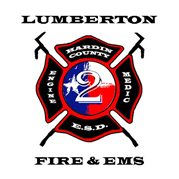 LUMBERTON
HARDIN
COUNTY
ENGINE
2
MEDIC
E.S.D.
FIRE & EMS